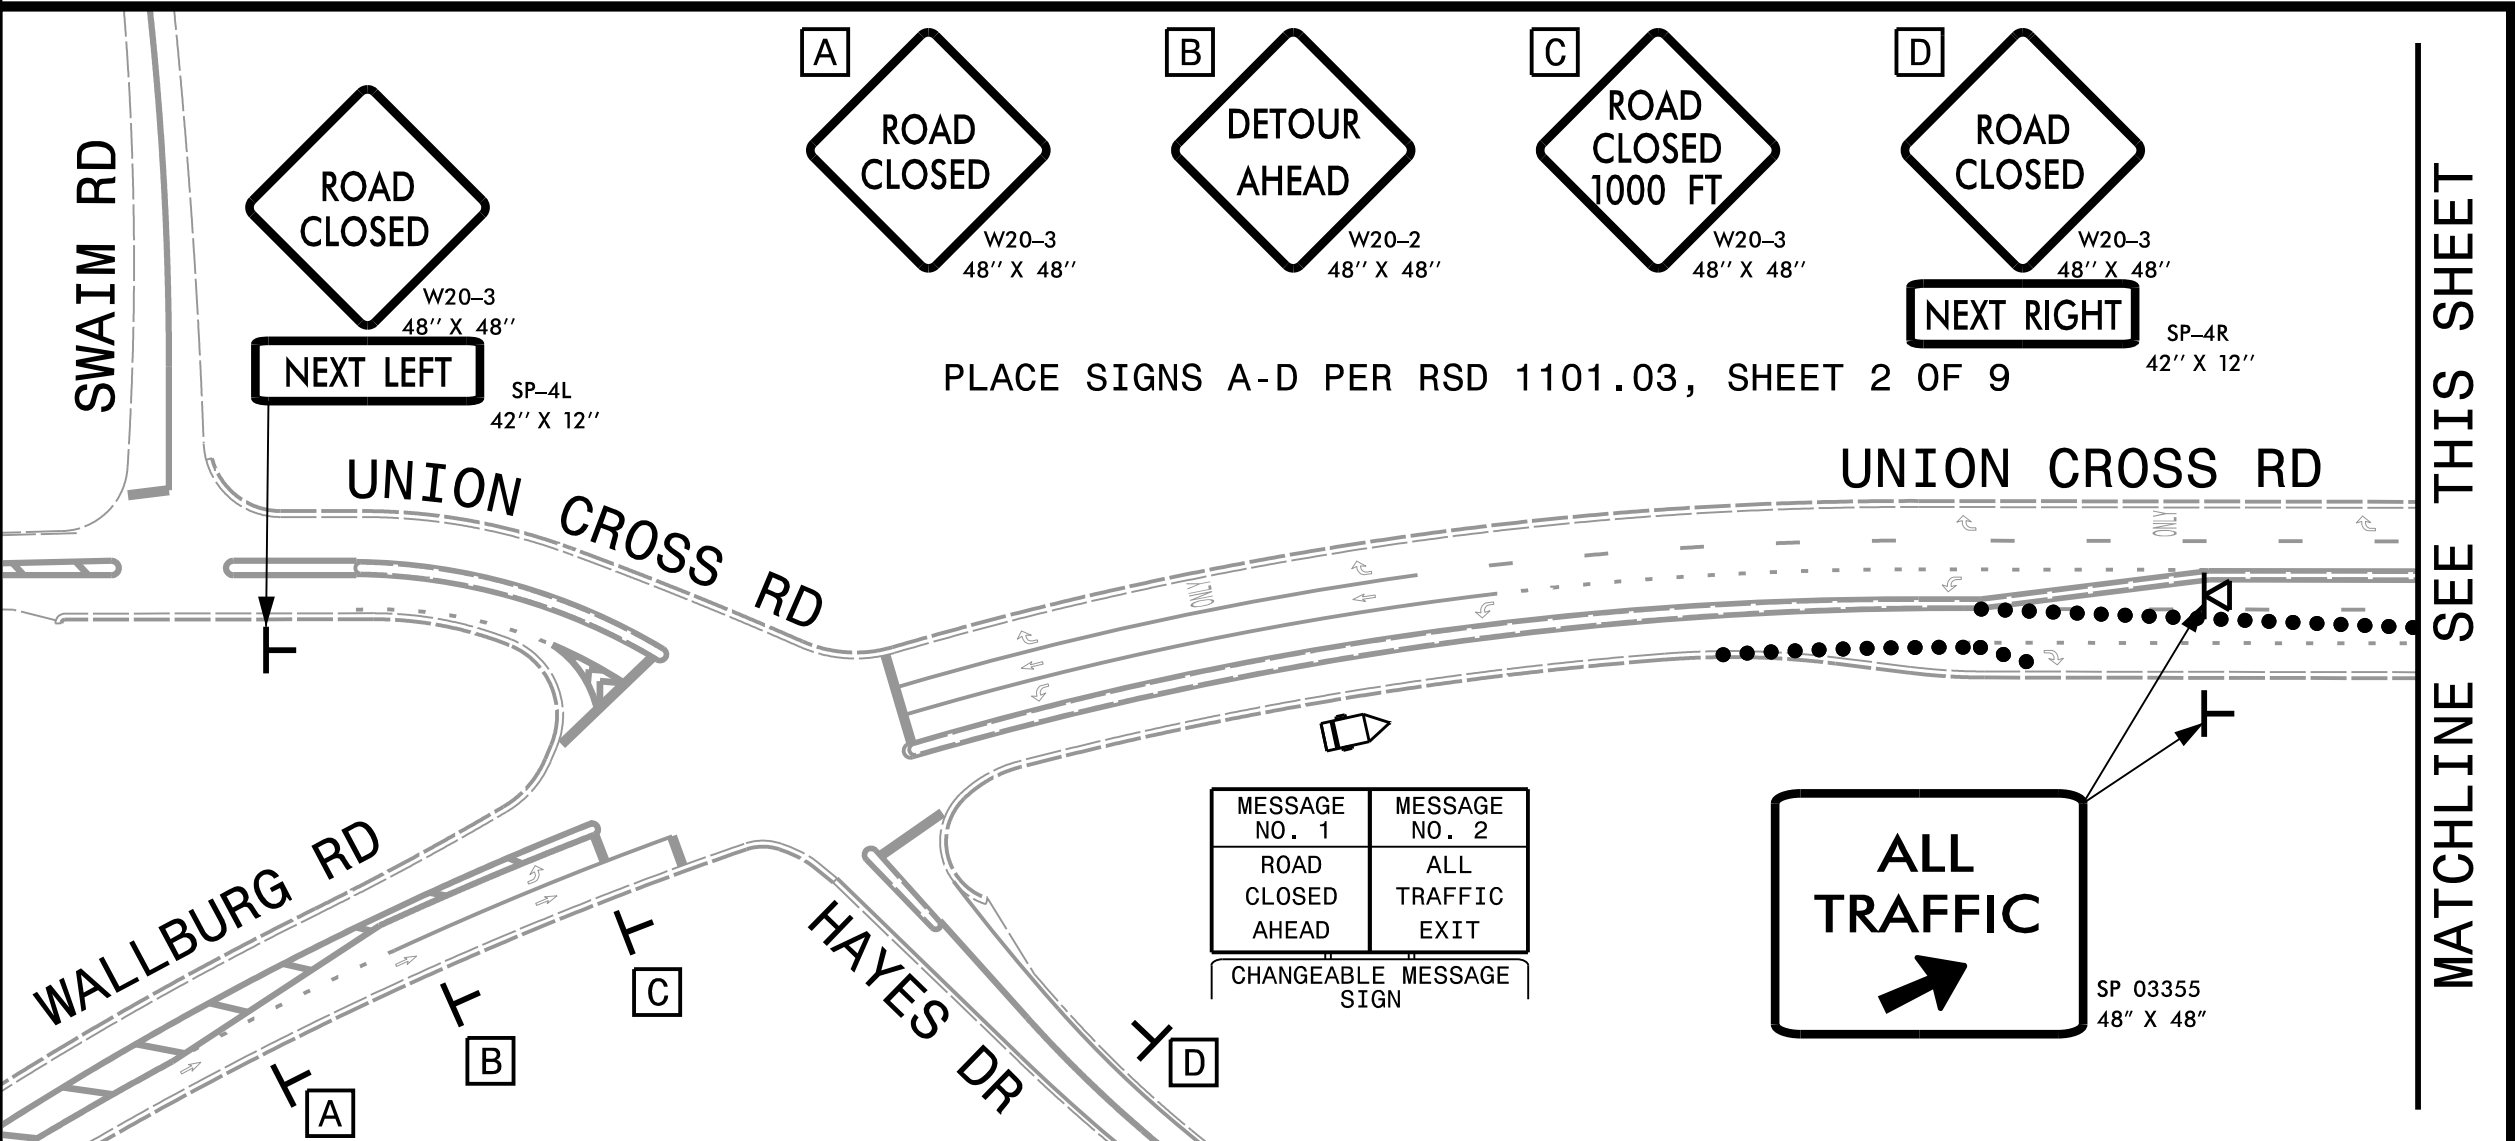 A
ROAD
CLOSED
W20–3
48'' X 48''
B
DETOUR
AHEAD
W20–2
48'' X 48''
C
ROAD
CLOSED
1000 FT
W20–3
48'' X 48''
D
ROAD
CLOSED
W20–3
48'' X 48''
NEXT RIGHT
SP–4R
42'' X 12''
SWAIM RD
ROAD
CLOSED
W20–3
48'' X 48''
NEXT LEFT
SP–4L
42'' X 12''
PLACE SIGNS A-D PER RSD 1101.03, SHEET 2 OF 9
UNION CROSS RD
UNION CROSS RD
ONLY
ONLY
MATCHLINE SEE THIS SHEET
WALLBURG RD
HAYES DR
A
B
C
D
MESSAGE NO. 1
MESSAGE NO. 2
ROAD
CLOSED
AHEAD
ALL
TRAFFIC
EXIT
CHANGEABLE MESSAGE
SIGN
ALL
TRAFFIC
SP 03355
48" X 48"